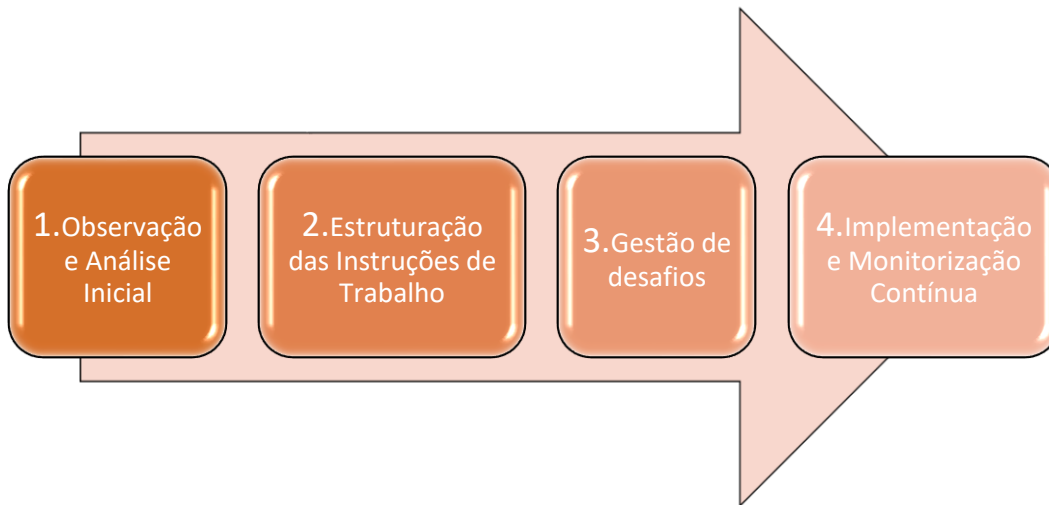 1.Observação
e Análise
Inicial
2.Estruturação
das Instruções de
Trabalho
3.Gestão de
desafios
4.Implementação
e Monitorização
Contínua